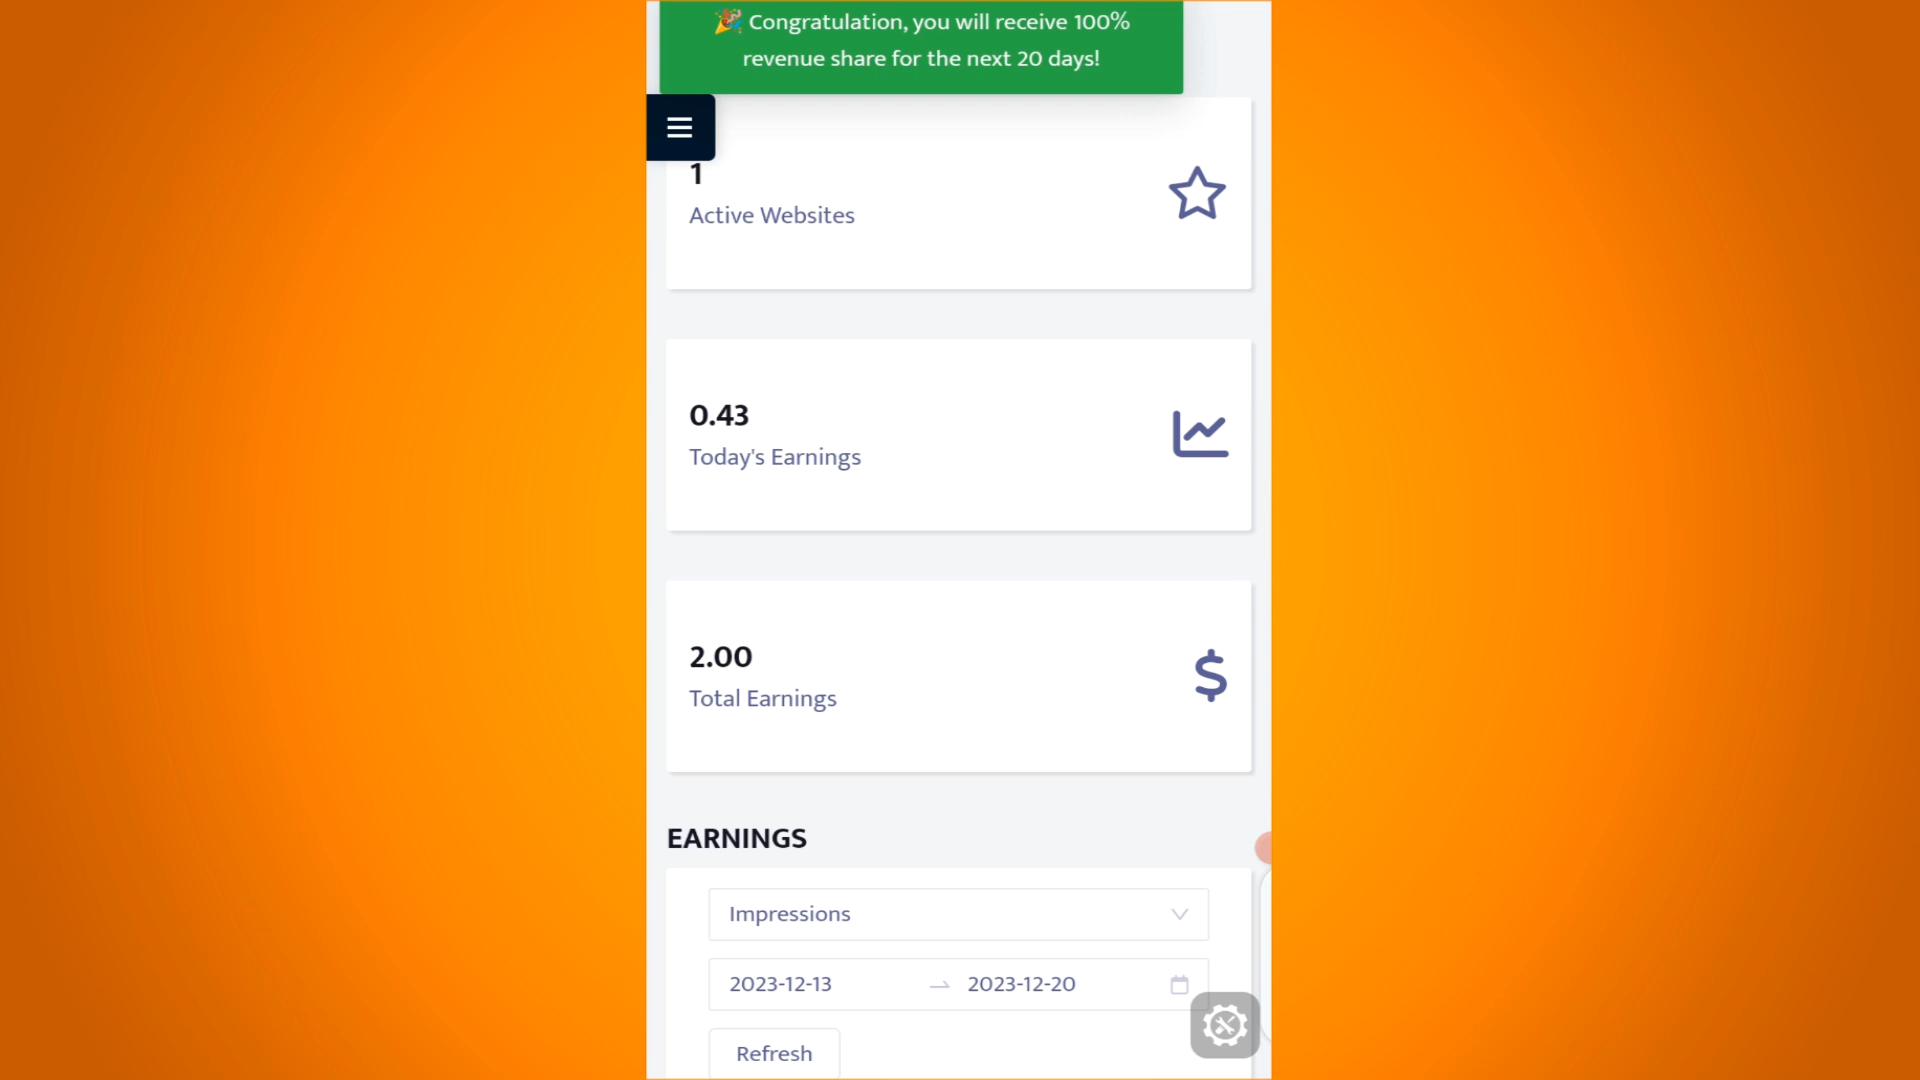 🎉 Congratulation, you will receive 100%
revenue share for the next 20 days!
1
Active Websites
0.43
Today's Earnings
2.00
Total Earnings
EARNINGS
Impressions
2023-12-13 → 2023-12-20
Refresh